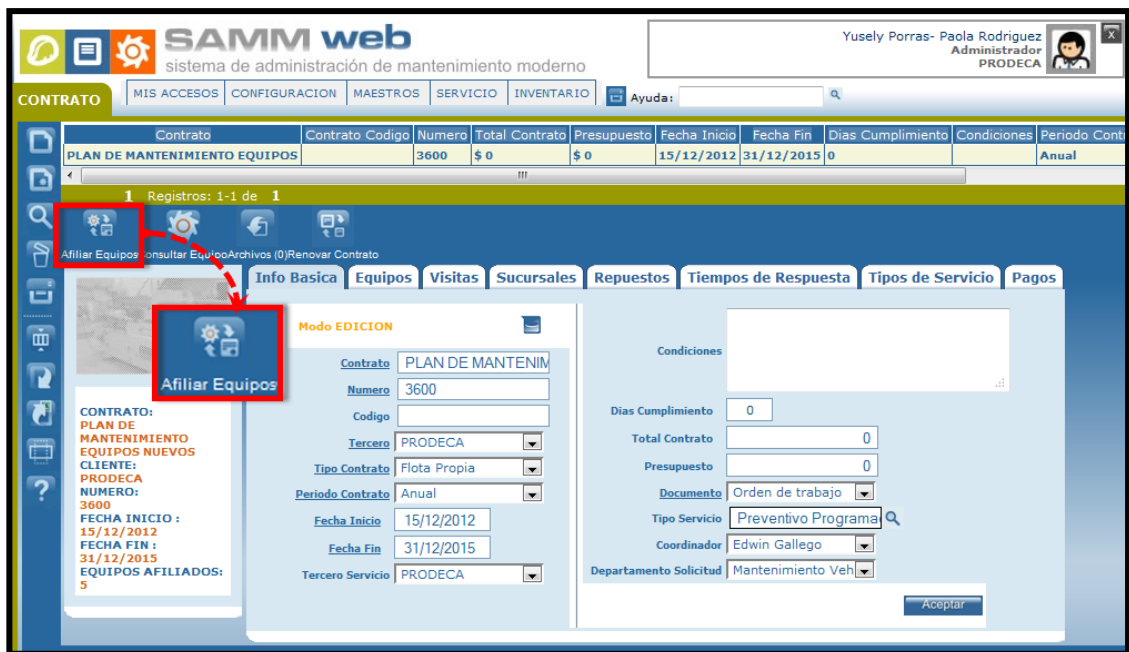 SAMM web
sistema de administración de mantenimiento moderno
Yusely Porras- Paola Rodriguez
Administrador
PRODECA
X
CONTRATO
MIS ACCESOS CONFIGURACION MAESTROS SERVICIO INVENTARIO Ayuda:
Contrato Contrato Codigo Numero Total Contrato Presupuesto Fecha Inicio Fecha Fin Dias Cumplimiento Condiciones Periodo Cont
PLAN DE MANTENIMIENTO EQUIPOS 3600 $ 0 $ 0 15/12/2012 31/12/2015 0 Anual
1 Registros: 1-1 de 1
Afiliar Equipos Consultar Equipo Archivos (0) Renovar Contrato
Info Basica Equipos Visitas Sucursales Repuestos Tiempos de Respuesta Tipos de Servicio Pagos
Afiliar Equipos
CONTRATO:
PLAN DE
MANTENIMIENTO
EQUIPOS NUEVOS
CLIENTE:
PRODECA
NUMERO:
3600
FECHA INICIO :
15/12/2012
FECHA FIN :
31/12/2015
EQUIPOS AFILIADOS:
5
Modo EDICION
Contrato PLAN DE MANTENIM
Numero 3600
Codigo
Tercero PRODECA
Tipo Contrato Flota Propia
Periodo Contrato Anual
Fecha Inicio 15/12/2012
Fecha Fin 31/12/2015
Tercero Servicio PRODECA
Condiciones
Dias Cumplimiento 0
Total Contrato 0
Presupuesto 0
Documento Orden de trabajo
Tipo Servicio Preventivo Programa
Coordinador Edwin Gallego
Departamento Solicitud Mantenimiento Veh
Aceptar